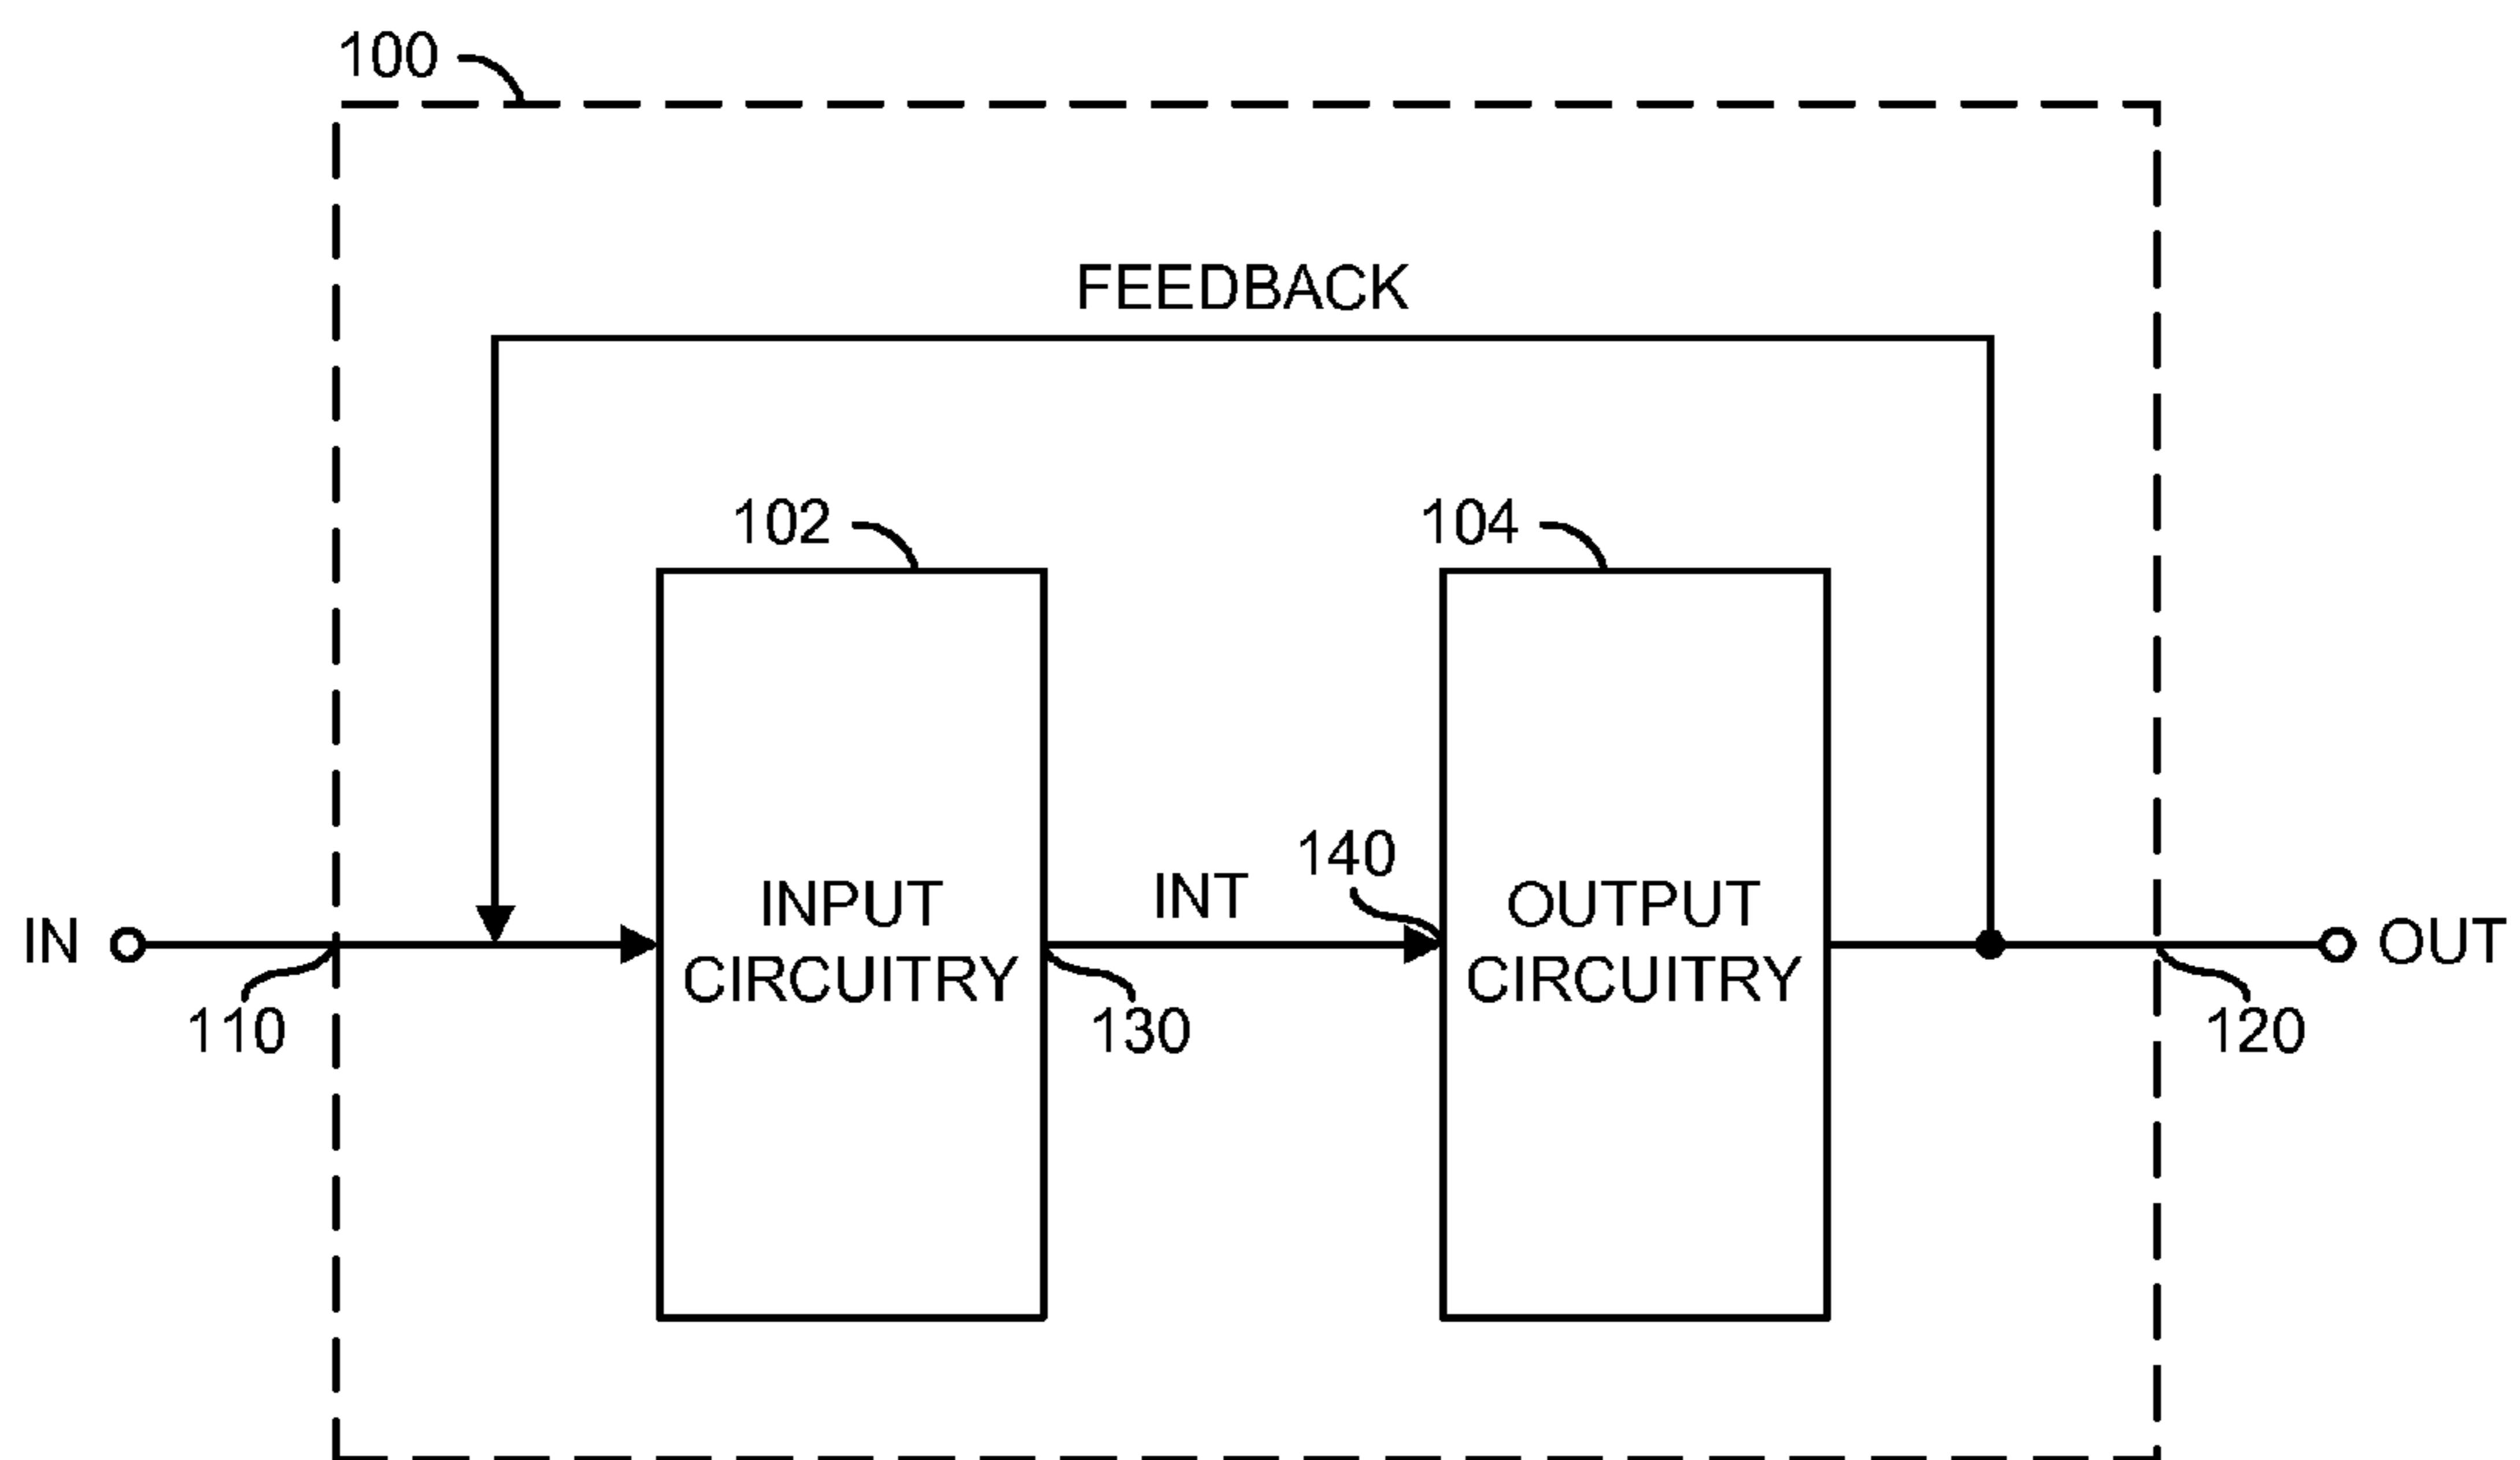 100
FEEDBACK
102
104
140
INT
INPUT
CIRCUITRY
OUTPUT
CIRCUITRY
IN
OUT
110
130
120